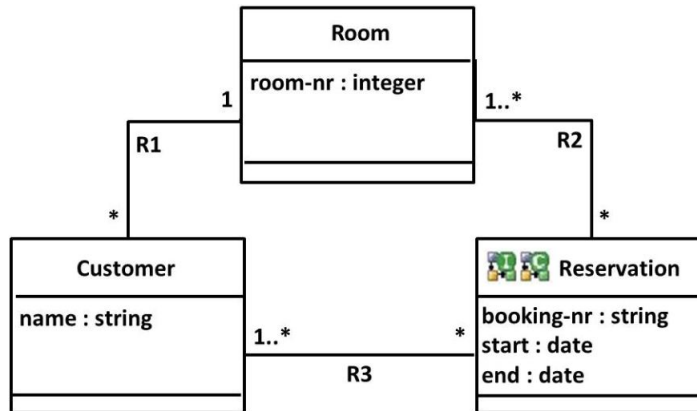 Room
room-nr : integer
1
1..*
R1
R2
*
*
Customer
I C Reservation
name : string
booking-nr : string
start : date
end : date
1..*
*
R3